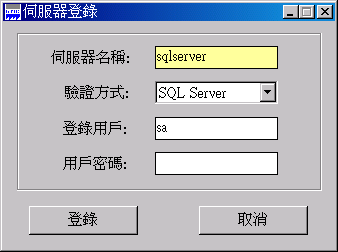 伺服器登錄
伺服器名稱: sqlserver
驗證方式: SQL Server
登錄用戶: sa
用戶密碼:
登錄 取消